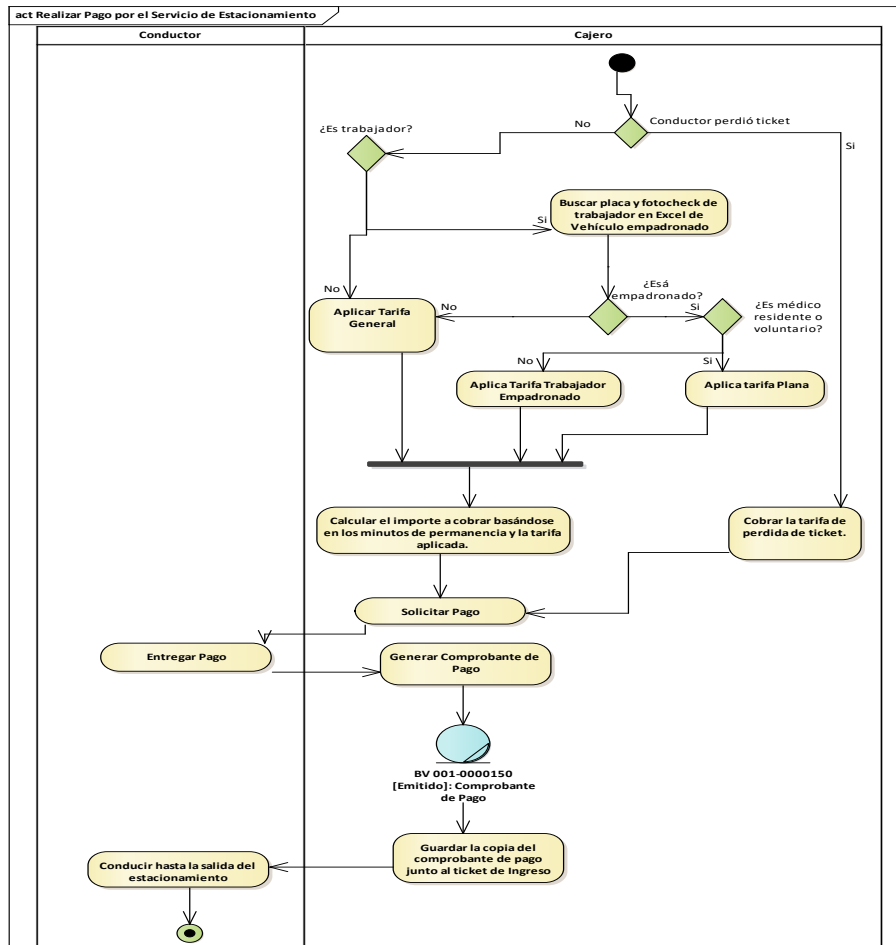 act Realizar Pago por el Servicio de Estacionamiento
Conductor
Cajero
No
Conductor perdió ticket
¿Es trabajador?
Si
Buscar placa y fotocheck de
trabajador en Excel de
Vehículo empadronado
Si
¿Esá
empadronado?
¿Es médico
residente o
voluntario?
No
No
Si
Aplicar Tarifa
General
No
Si
Aplica Tarifa Trabajador
Empadronado
Aplica tarifa Plana
Calcular el importe a cobrar basándose
en los minutos de permanencia y la tarifa
aplicada.
Cobrar la tarifa de
perdida de ticket.
Solicitar Pago
Entregar Pago
Generar Comprobante de
Pago
BV 001-0000150
[Emitido]: Comprobante
de Pago
Guardar la copia del
comprobante de pago
junto al ticket de Ingreso
Conducir hasta la salida del
estacionamiento